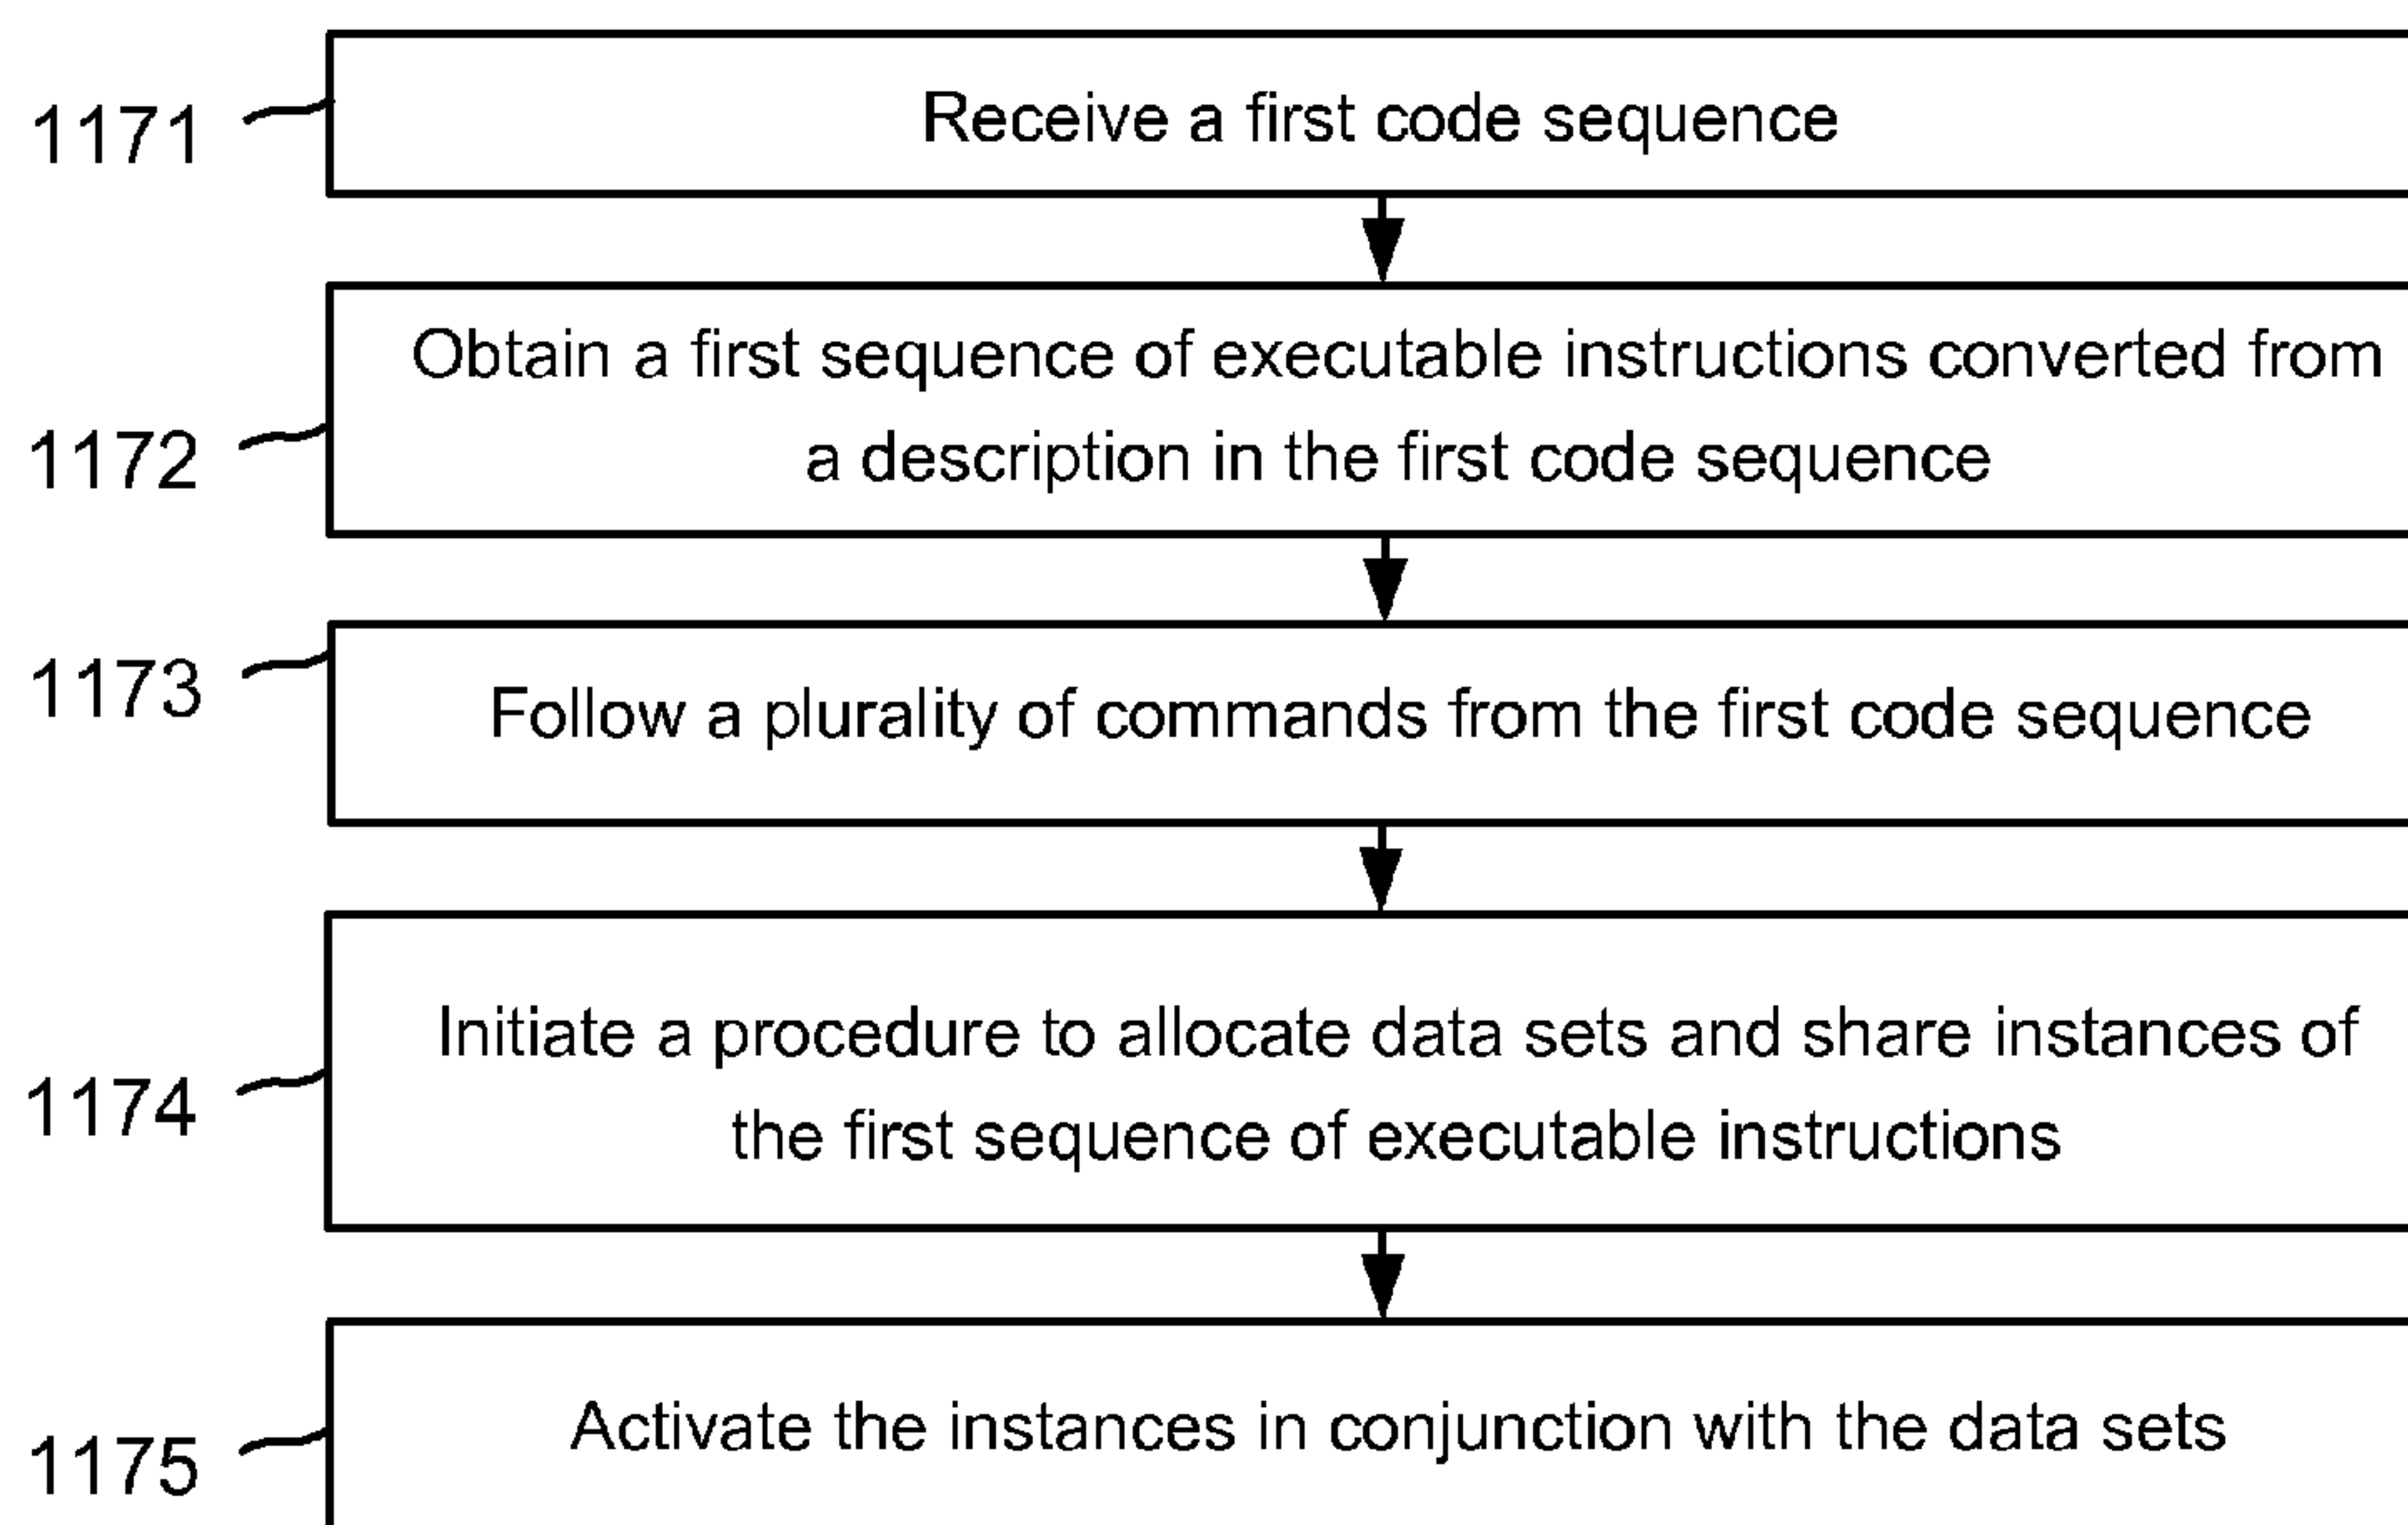 1171
Receive a first code sequence
Obtain a first sequence of executable instructions converted from
1172
a description in the first code sequence
1173
Follow a plurality of commands from the first code sequence
Initiate a procedure to allocate data sets and share instances of
1174
the first sequence of executable instructions
Activate the instances in conjunction with the data sets
1175